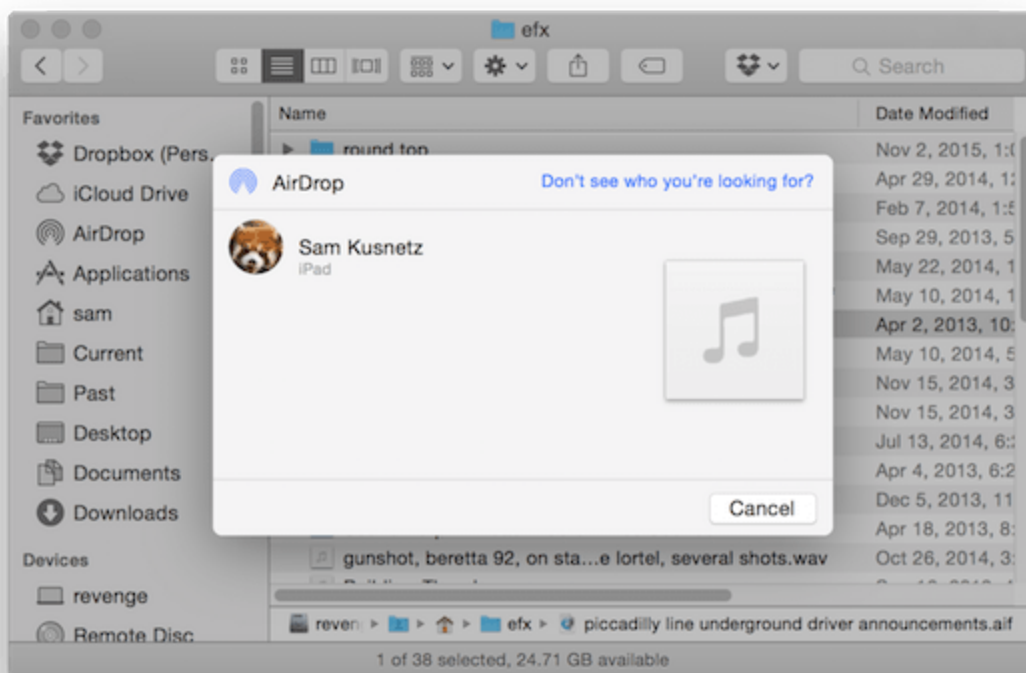 efx
Search
Favorites
Dropbox (Pers...
iCloud Drive
AirDrop
Applications
sam
Current
Past
Desktop
Documents
Downloads
Devices
revenge
Remote Disc
Name
Date Modified
round top
Nov 2, 2015, 1:0
Apr 29, 2014, 12
Feb 7, 2014, 1:5
Sep 29, 2013, 5
May 22, 2014, 1
May 10, 2014, 1
Apr 2, 2013, 10:
May 10, 2014, 5
Nov 15, 2014, 3
Nov 15, 2014, 3
Jul 13, 2014, 6:
Apr 4, 2013, 6:2
Dec 5, 2013, 11
Apr 18, 2013, 8:
gunshot, beretta 92, on sta...e lortel, several shots.wav
Oct 26, 2014, 3:
AirDrop
Don't see who you're looking for?
Sam Kusnetz
iPad
Cancel
reven
efx
piccadilly line underground driver announcements.aif
1 of 38 selected, 24.71 GB available